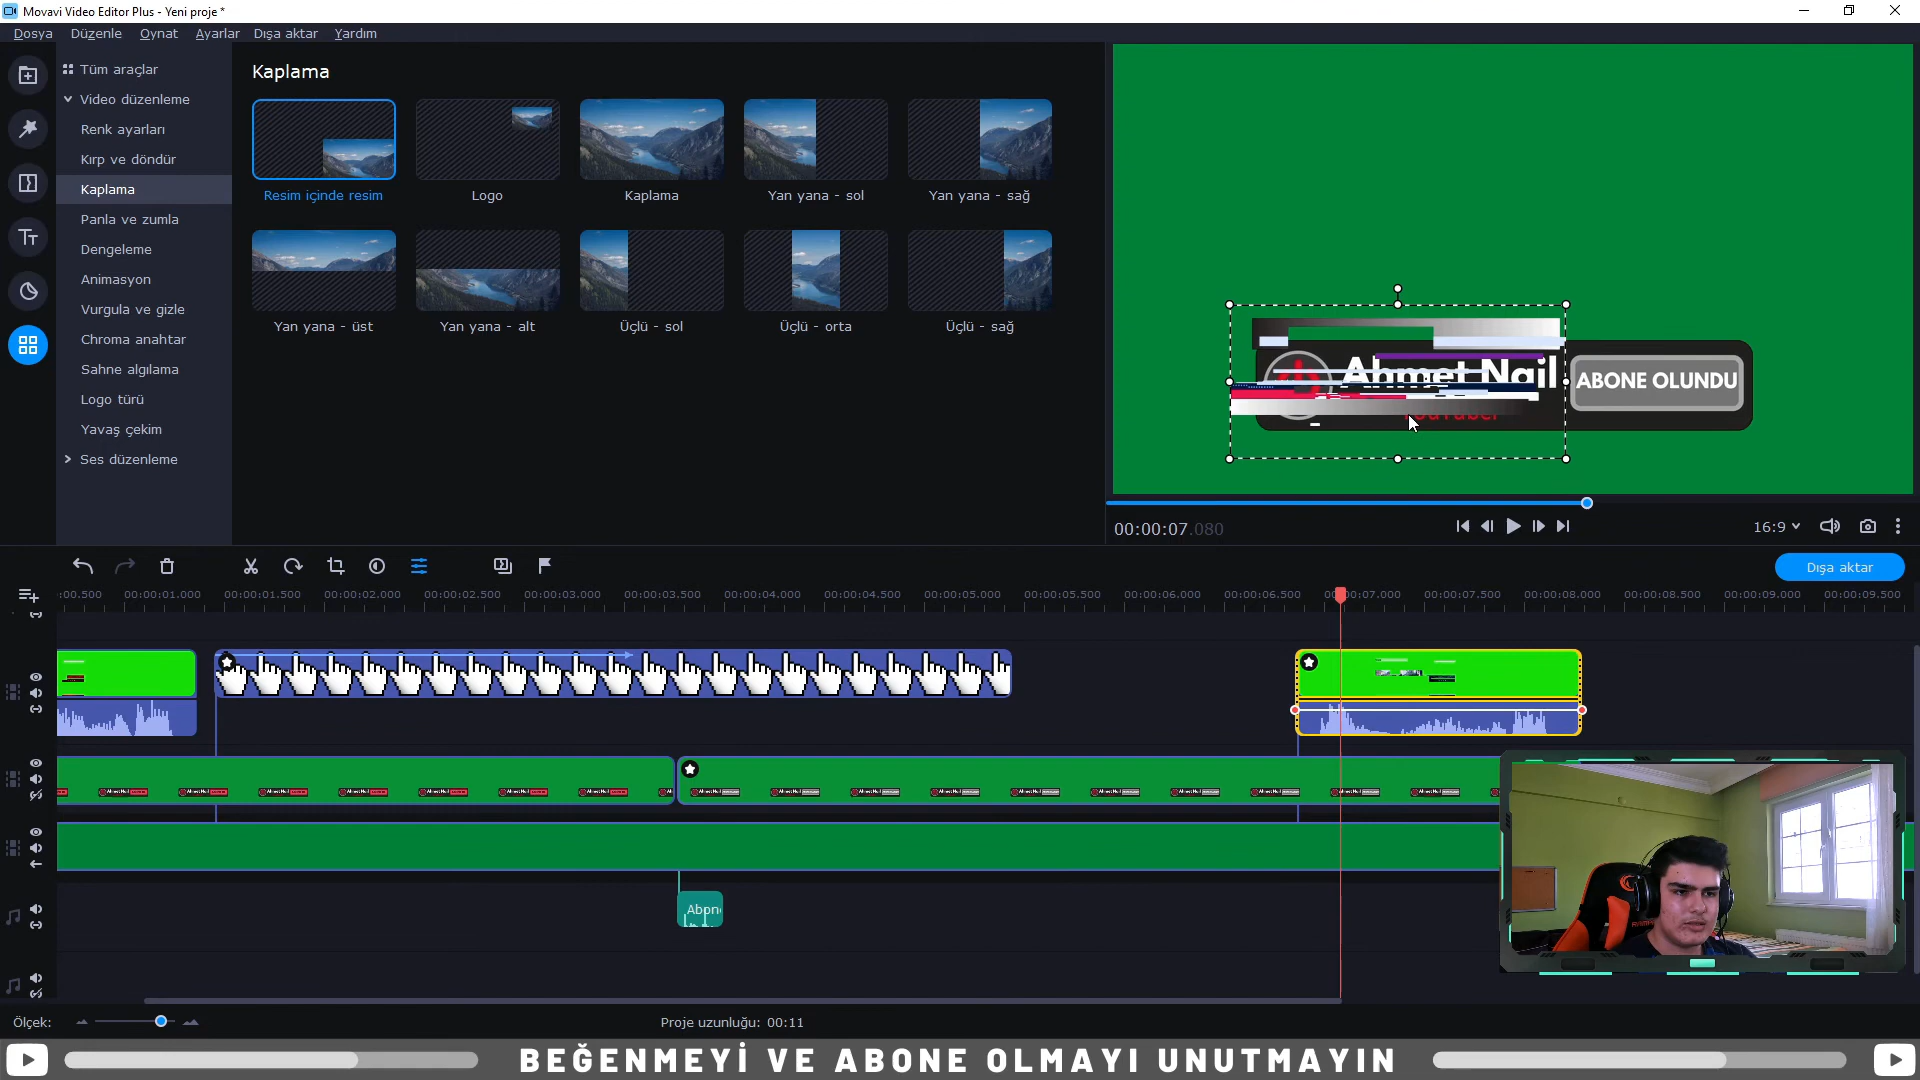 Movavi Video Editor Plus - Yeni proje *
Dosya Düzenle Oynat Ayarlar Dışa aktar Yardım
Tüm araçlar
Video düzenleme
Renk ayarları
Kırp ve döndür
Kaplama
Panla ve zumla
Dengeleme
Animasyon
Vurgula ve gizle
Chroma anahtar
Sahne algılama
Logo türü
Yavaş çekim
Ses düzenleme
Kaplama
Resim içinde resim Logo Kaplama Yan yana - sol Yan yana - sağ
Yan yana - üst Yan yana - alt Üçlü - sol Üçlü - orta Üçlü - sağ
Ahmet Nail
YouTuber
ABONE OLUNDU
00:00:07.080
16:9
Dışa aktar
:00.500 00:00:01.000 00:00:01.500 00:00:02.000 00:00:02.500 00:00:03.000 00:00:03.500 00:00:04.000 00:00:04.500 00:00:05.000 00:00:05.500 00:00:06.000 00:00:06.500 00:00:07.000 00:00:07.500 00:00:08.000 00:00:08.500 00:00:09.000 00:00:09.500
Abon
Ölçek:
Proje uzunluğu: 00:11
BEĞENMEYİ VE ABONE OLMAYI UNUTMAYIN